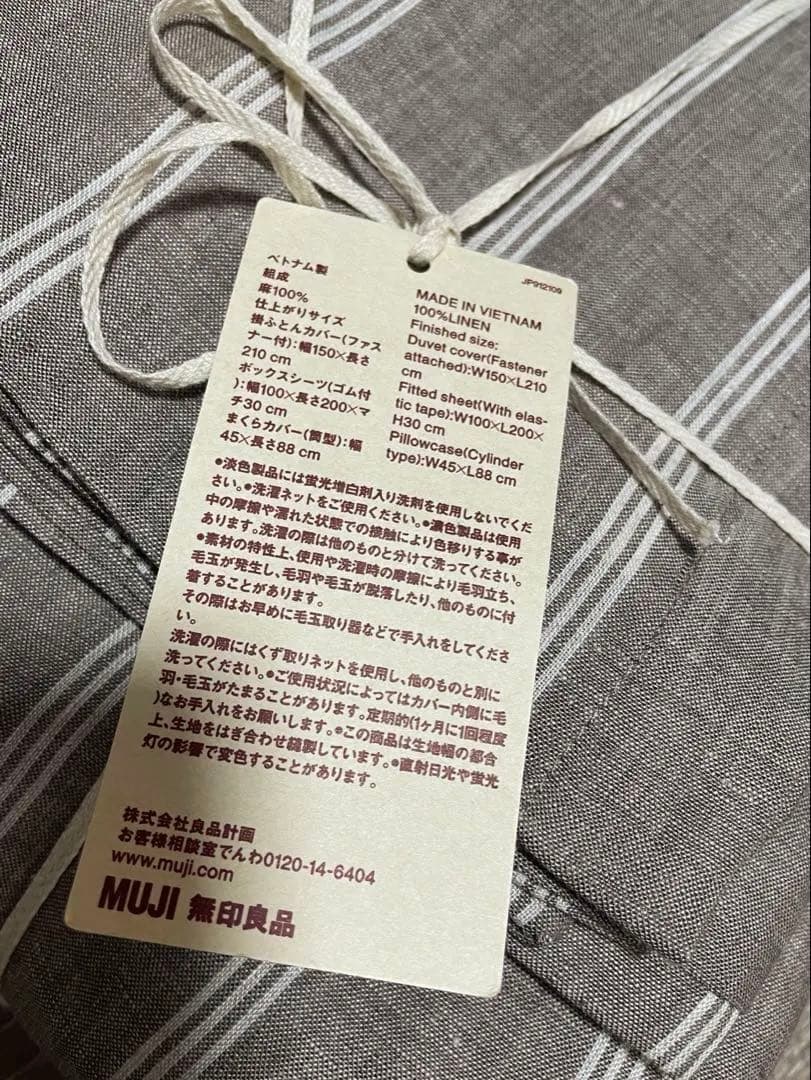 JP912109
ベトナム製
組成
麻100%
仕上がりサイズ
掛ふとんカバー(ファス
ナー付):幅150×長さ
210 cm
ボックスシーツ(ゴム付
):幅100×長さ200×マ
チ30 cm
まくらカバー(筒型):幅
45×長さ88 cm
MADE IN VIETNAM
100%LINEN
Finished size:
Duvet cover(Fastener
attached):W150×L210
cm
Fitted sheet(With elas-
tic tape):W100×L200×
H30 cm
Pillowcase(Cylinder
type):W45×L88 cm
●淡色製品には蛍光増白剤入り洗剤を使用しないでくだ
さい。●洗濯ネットをご使用ください。●濃色製品は使用
中の摩擦や濡れた状態での接触により色移りする事が
あります。洗濯の際は他のものと分けて洗ってください。
●素材の特性上、使用や洗濯時の摩擦により毛羽立ち、
毛玉が発生し、毛羽や毛玉が脱落したり、他のものに付
着することがあります。
その際はお早めに毛玉取り器などで手入れをしてくださ
い。
洗濯の際にはくず取りネットを使用し、他のものと別に
洗ってください。●ご使用状況によってはカバー内側に毛
羽・毛玉がたまることがあります。定期的(1ヶ月に1回程度
)なお手入れをお願いします。●この商品は生地幅の都合
上、生地をはぎ合わせ縫製しています。●直射日光や蛍光
灯の影響で変色することがあります。
株式会社良品計画
お客様相談室でんわ0120-14-6404
www.muji.com
MUJI 無印良品